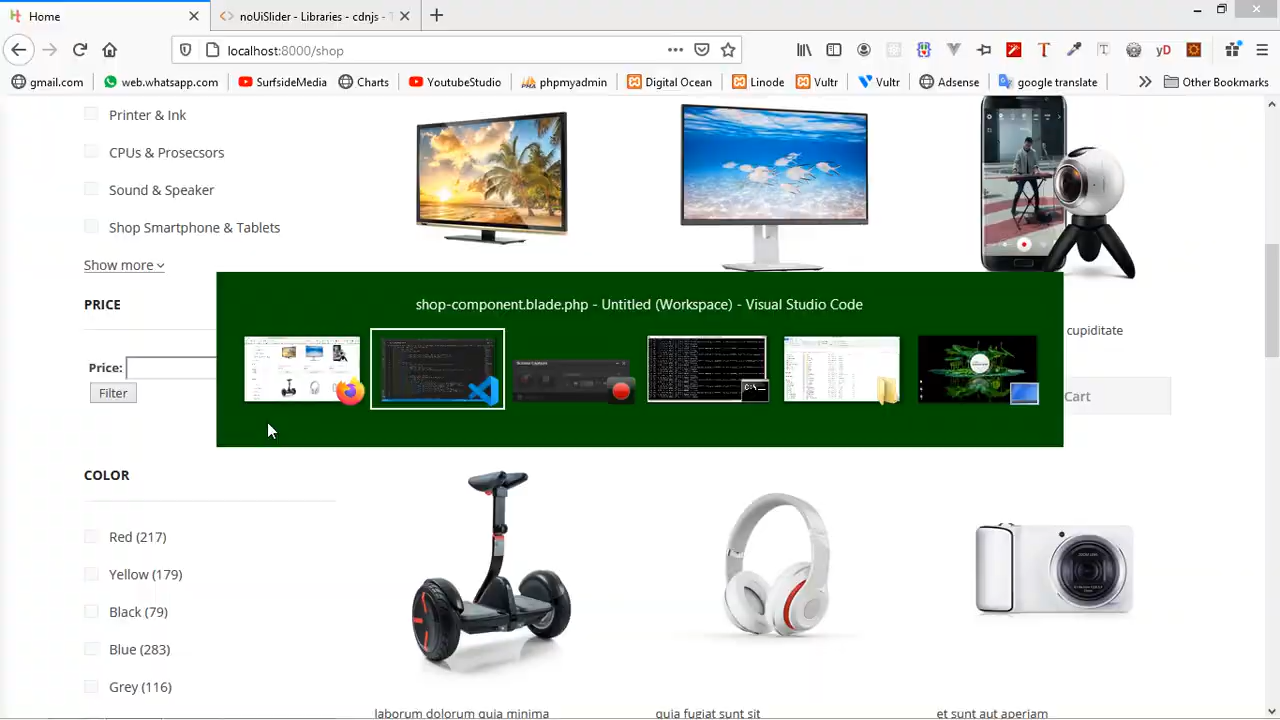 Home
noUiSlider - Libraries - cdnjs - T
localhost:8000/shop
gmail.com
web.whatsapp.com
SurfsideMedia
Charts
YoutubeStudio
phpmyadmin
Digital Ocean
Linode
Vultr
Vultr
Adsense
google translate
Other Bookmarks
Printer & Ink
CPUs & Prosecsors
Sound & Speaker
Shop Smartphone & Tablets
Show more
PRICE
shop-component.blade.php - Untitled (Workspace) - Visual Studio Code
cupiditate
Price:
Filter
Cart
COLOR
Red (217)
Yellow (179)
Black (79)
Blue (283)
Grey (116)
laborum dolorum quia minima
quia fugiat sunt sit
et sunt aut aperiam